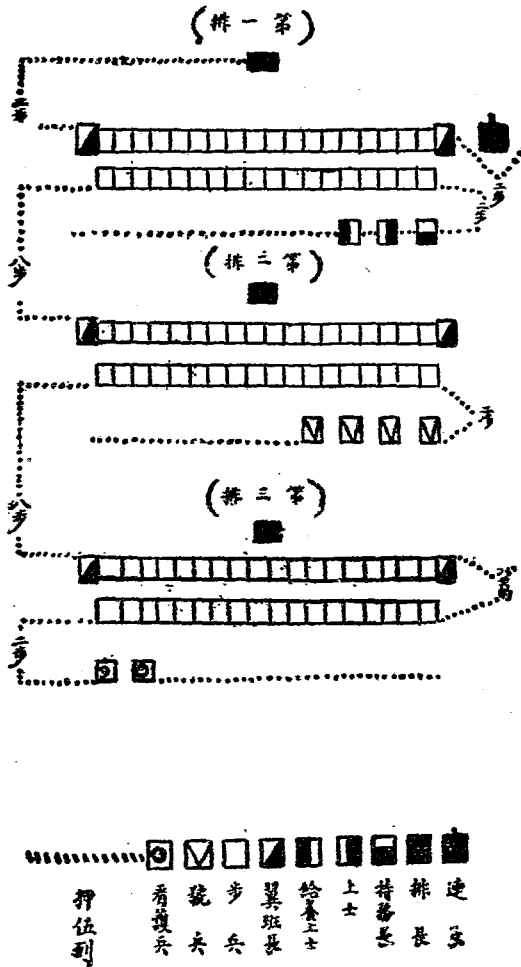 (第一排)
二步
二步
八步
(第二排)
二步
八步
(第三排)
二步
連長
排長
特務長
上士
給養上士
翼班長
步兵
號兵
看護兵
押伍列